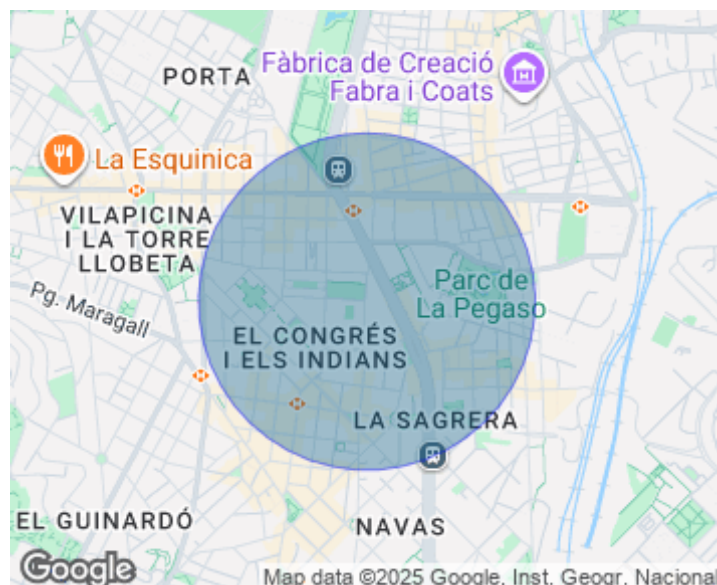 PORTA
Fàbrica de Creació
Fabra i Coats
La Esquinica
VILAPICINA
I LA TORRE
LLOBETA
Pg. Maragall
Parc de
La Pegaso
EL CONGRÉS
I ELS INDIANS
LA SAGRERA
EL GUINARDÓ
NAVAS
Google
Map data ©2025 Google, Inst. Geogr. Nacional